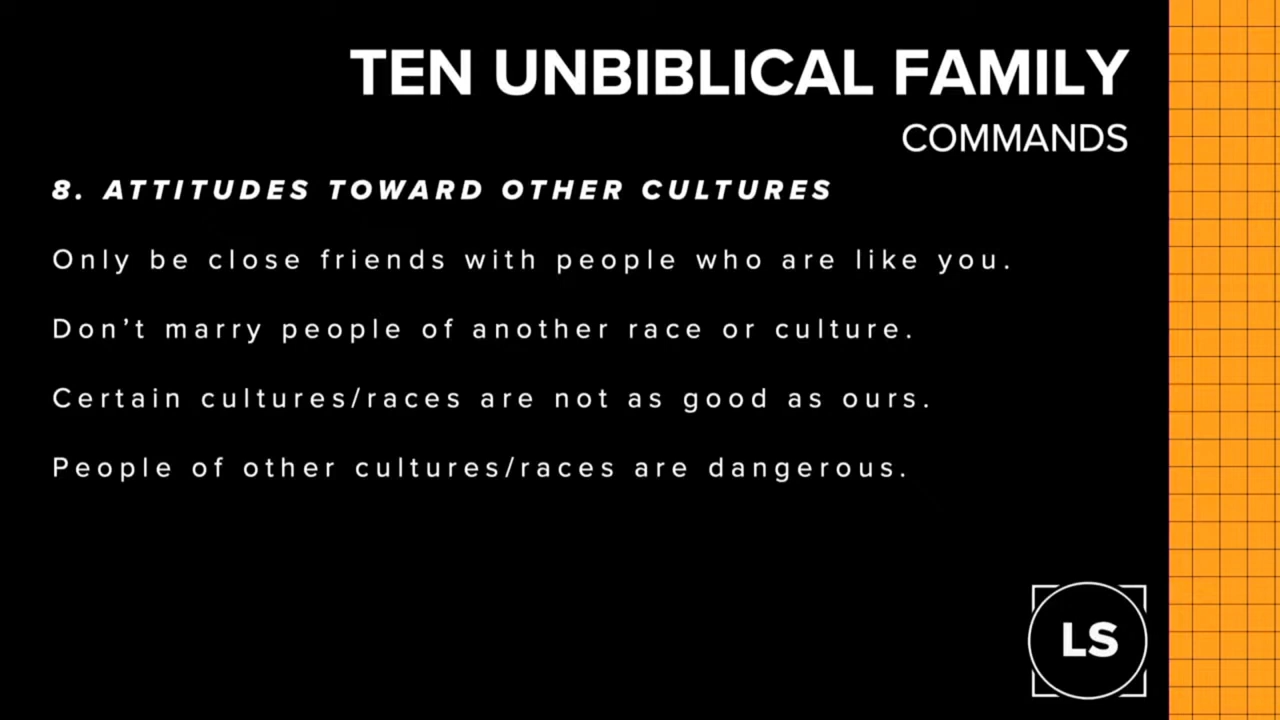 TEN UNBIBLICAL FAMILY
COMMANDS
8. ATTITUDES TOWARD OTHER CULTURES
Only be close friends with people who are like you.
Don’t marry people of another race or culture.
Certain cultures/races are not as good as ours.
People of other cultures/races are dangerous.
LS